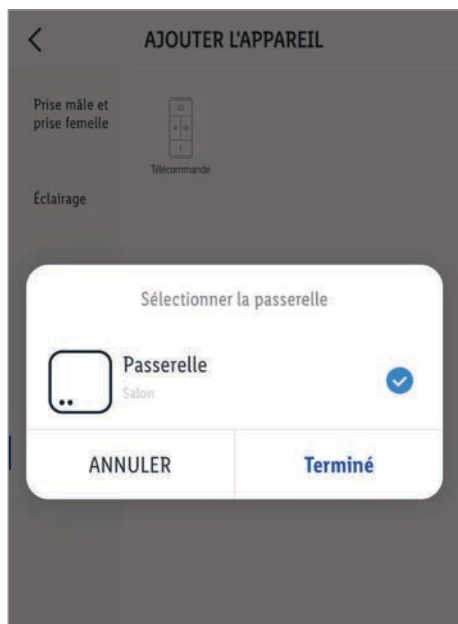 AJOUTER L'APPAREIL
Prise mâle et
prise femelle
Télécommande
Éclairage
Sélectionner la passerelle
Passerelle
Salon
ANNULER
Terminé